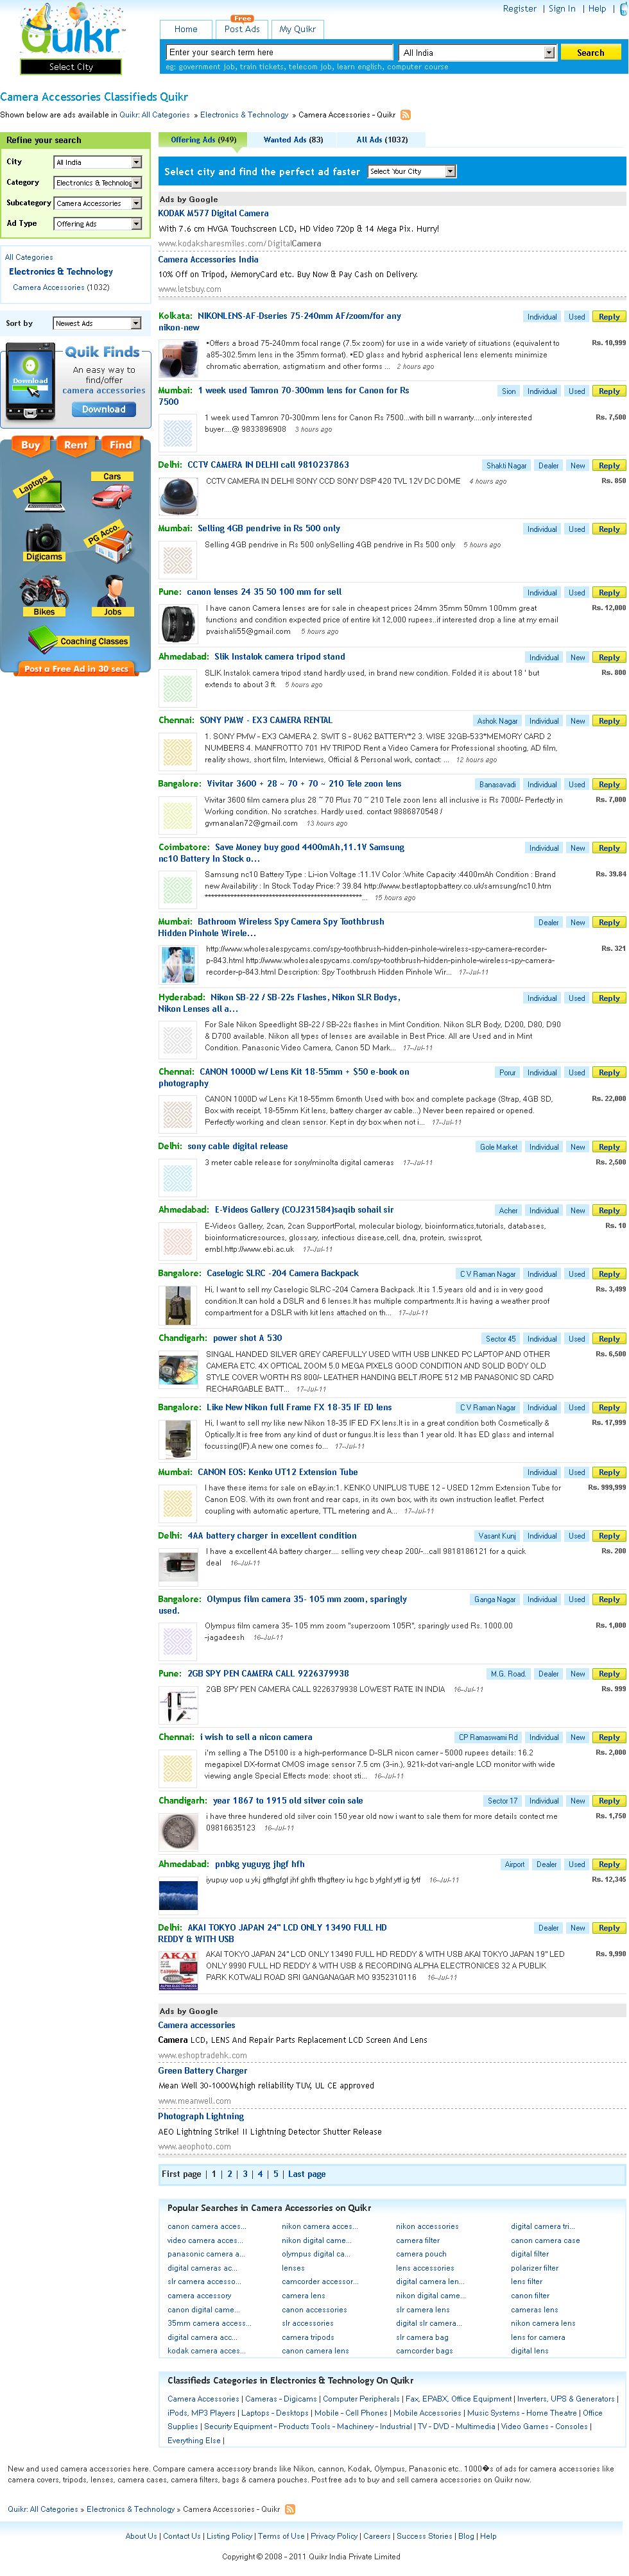 Register | Sign In | Help |
Quikr
Select City
Home
Free
Post Ads
My Quikr
Enter your search term here
All India
Search
eg: government job, train tickets, telecom job, learn english, computer course
Camera Accessories Classifieds Quikr
Shown below are ads available in Quikr: All Categories » Electronics & Technology » Camera Accessories - Quikr
Refine your search
City All India
Category Electronics & Technolog
Subcategory Camera Accessories
Ad Type Offering Ads
All Categories
Electronics & Technology
Camera Accessories (1032)
Sort by Newest Ads
Quik Finds
An easy way to
find/offer
camera accessories
Download
Download
Buy Rent Find
Laptops
Cars
Digicams
PG Acco.
Bikes
Jobs
Coaching Classes
Post a Free Ad in 30 secs
Offering Ads (949) Wanted Ads (83) All Ads (1032)
Select city and find the perfect ad faster Select Your City
Ads by Google
KODAK M577 Digital Camera
With 7.6 cm HVGA Touchscreen LCD, HD Video 720p & 14 Mega Pix. Hurry!
www.kodaksharesmiles.com/DigitalCamera
Camera Accessories India
10% Off on Tripod, MemoryCard etc. Buy Now & Pay Cash on Delivery.
www.letsbuy.com
Kolkata: NIKONLENS-AF-Dseries 75-240mm AF/zoom/for any
nikon-new
Individual Used Reply
•Offers a broad 75-240mm focal range (7.5x zoom) for use in a wide variety of situations (equivalent to
a85-302.5mm lens in the 35mm format). •ED glass and hybrid aspherical lens elements minimize
chromatic aberration, astigmatism and other forms ... 2 hours ago
Rs. 10,999
Mumbai: 1 week used Tamron 70-300mm lens for Canon for Rs
7500
Sion Individual Used Reply
1 week used Tamron 70-300mm lens for Canon Rs 7500...with bill n warranty....only interested
buyer....@ 9833896908 3 hours ago
Rs. 7,500
Delhi: CCTV CAMERA IN DELHI call 9810237863
Shakti Nagar Dealer New Reply
CCTV CAMERA IN DELHI SONY CCD SONY DSP 420 TVL 12V DC DOME 4 hours ago
Rs. 850
Mumbai: Selling 4GB pendrive in Rs 500 only
Individual Used Reply
Selling 4GB pendrive in Rs 500 onlySelling 4GB pendrive in Rs 500 only 5 hours ago
Pune: canon lenses 24 35 50 100 mm for sell
Individual Used Reply
I have canon Camera lenses are for sale in cheapest prices 24mm 35mm 50mm 100mm great
functions and condition expected price of entire kit 12,000 rupees..if interested drop a line at my email
pvaishali55@gmail.com 5 hours ago
Rs. 12,000
Ahmedabad: Slik Instalok camera tripod stand
Individual New Reply
SLIK Instalok camera tripod stand hardly used, in brand new condition. Folded it is about 18 ' but
extends to about 3 ft. 5 hours ago
Rs. 800
Chennai: SONY PMW - EX3 CAMERA RENTAL
Ashok Nagar Individual New Reply
1. SONY PMW - EX3 CAMERA 2. SWIT S - 8U62 BATTERY*2 3. WISE 32GB-533*MEMORY CARD 2
NUMBERS 4. MANFROTTO 701 HV TRIPOD Rent a Video Camera for Professional shooting, AD film,
reality shows, short film, Interviews, Official & Personal work, contact: ... 12 hours ago
Bangalore: Vivitar 3600 + 28 ~ 70 + 70 ~ 210 Tele zoon lens
Banasavadi Individual Used Reply
Vivitar 3600 film camera plus 28 ~ 70 Plus 70 ~ 210 Tele zoon lens all inclusive is Rs 7000/- Perfectly in
Working condition. No scratches. Hardly used. contact 9886870548 /
gvmanalan72@gmail.com 13 hours ago
Rs. 7,000
Coimbatore: Save Money buy good 4400mAh,11.1V Samsung
nc10 Battery In Stock o...
Individual New Reply
Samsung nc10 Battery Type : Li-ion Voltage :11.1V Color :White Capacity :4400mAh Condition : Brand
new Availability : In Stock Today Price:? 39.84 http://www.bestlaptopbattery.co.uk/samsung/nc10.htm
15 hours ago
Rs. 39.84
Mumbai: Bathroom Wireless Spy Camera Spy Toothbrush
Hidden Pinhole Wirele...
Dealer New Reply
http://www.wholesalespycams.com/spy-toothbrush-hidden-pinhole-wireless-spy-camera-recorder-
p-843.html http://www.wholesalespycams.com/spy-toothbrush-hidden-pinhole-wireless-spy-camera-
recorder-p-843.html Description: Spy Toothbrush Hidden Pinhole Wir... 17-Jul-11
Rs. 321
Hyderabad: Nikon SB-22 / SB-22s Flashes, Nikon SLR Bodys,
Nikon Lenses all a...
Individual Used Reply
For Sale Nikon Speedlight SB-22 / SB-22s flashes in Mint Condition. Nikon SLR Body, D200, D80, D90
& D700 available. Nikon all types of lenses are available in Best Price. All are Used and in Mint
Condition. Panasonic Video Camera, Canon 5D Mark... 17-Jul-11
Chennai: CANON 1000D w/ Lens Kit 18-55mm + $50 e-book on
photography
Porur Individual Used Reply
CANON 1000D w/ Lens Kit 18-55mm 6month Used with box and complete package (Strap, 4GB SD,
Box with receipt, 18-55mm Kit lens, battery charger av cable...) Never been repaired or opened.
Perfectly working and clean sensor. Kept in dry box when not i... 17-Jul-11
Rs. 22,000
Delhi: sony cable digital release
Gole Market Individual New Reply
3 meter cable release for sony/minolta digital cameras 17-Jul-11
Rs. 2,500
Ahmedabad: E-Videos Gallery (COJ231584)saqib sohail sir
Acher Individual New Reply
E-Videos Gallery, 2can, 2can SupportPortal, molecular biology, bioinformatics,tutorials, databases,
bioinformaticresources, glossary, infectious disease,cell, dna, protein, swissprot,
embl.http://www.ebi.ac.uk 17-Jul-11
Rs. 10
Bangalore: Caselogic SLRC -204 Camera Backpack
C V Raman Nagar Individual Used Reply
Hi, I want to sell my Caselogic SLRC-204 Camera Backpack .It is 1.5 years old and is in very good
condition.It can hold a DSLR and 6 lenses.It has multiple compartments.It is having a weather proof
compartment for a DSLR with kit lens attached on th... 17-Jul-11
Rs. 3,499
Chandigarh: power shot A 530
Sector 45 Individual Used Reply
SINGAL HANDED SILVER GREY CAREFULLY USED WITH USB LINKED PC LAPTOP AND OTHER
CAMERA ETC. 4X OPTICAL ZOOM 5.0 MEGA PIXELS GOOD CONDITION AND SOLID BODY OLD
STYLE COVER WORTH RS 800/- LEATHER HANDING BELT /ROPE 512 MB PANASONIC SD CARD
RECHARGABLE BATT... 17-Jul-11
Rs. 6,500
Bangalore: Like New Nikon full Frame FX 18-35 IF ED lens
C V Raman Nagar Individual Used Reply
Hi, I want to sell my like new Nikon 18-35 IF ED FX lens.It is in a great condition both Cosmetically &
Optically.It is free from any kind of dust or fungus.It is less than 1 year old. It has ED glass and internal
focussing(IF).A new one comes fo... 17-Jul-11
Rs. 17,999
Mumbai: CANON EOS: Kenko UT12 Extension Tube
Individual Used Reply
I have these items for sale on eBay.in:1. KENKO UNIPLUS TUBE 12 - USED 12mm Extension Tube for
Canon EOS. With its own front and rear caps, in its own box, with its own instruction leaflet. Perfect
coupling with automatic aperture, TTL metering and A... 17-Jul-11
Rs. 999,999
Delhi: 4AA battery charger in excellent condition
Vasant Kunj Individual Used Reply
I have a excellent 4A battery charger.... selling very cheap 200/-...call 9818186121 for a quick
deal 16-Jul-11
Rs. 200
Bangalore: Olympus film camera 35- 105 mm zoom, sparingly
used.
Ganga Nagar Individual Used Reply
Olympus film camera 35- 105 mm zoom "superzoom 105R", sparingly used Rs. 1000.00
-jagadeesh 16-Jul-11
Rs. 1,000
Pune: 2GB SPY PEN CAMERA CALL 9226379938
M.G. Road. Dealer New Reply
2GB SPY PEN CAMERA CALL 9226379938 LOWEST RATE IN INDIA 16-Jul-11
Rs. 999
Chennai: i wish to sell a nicon camera
CP Ramaswami Rd Individual New Reply
i'm selling a The D5100 is a high-performance D-SLR nicon camer - 5000 rupees details: 16.2
megapixel DX-format CMOS image sensor 7.5 cm (3-in.), 921k-dot vari-angle LCD monitor with wide
viewing angle Special Effects mode: shoot sti... 16-Jul-11
Rs. 2,000
Chandigarh: year 1867 to 1915 old silver coin sale
Sector 17 Individual New Reply
i have three hundered old silver coin 150 year old now i want to sale them for more details contect me
09816635123 16-Jul-11
Rs. 1,750
Ahmedabad: pnbkg yuguyg jhgf hfh
Airport Dealer Used Reply
iyupuy uop u ykj gffhgfgf jhf ghfh tfhgftery iu hgc b yfghf ytf ig fytf 16-Jul-11
Rs. 12,345
Delhi: AKAI TOKYO JAPAN 24" LCD ONLY 13490 FULL HD
REDDY & WITH USB
Dealer New Reply
AKAI
AKAI TOKYO JAPAN 24" LCD ONLY 13490 FULL HD REDDY & WITH USB AKAI TOKYO JAPAN 19" LED
ONLY 9990 FULL HD REDDY & WITH USB & RECORDING ALPHA ELECTRONICES 32 A PUBLIK
PARK KOTWALI ROAD SRI GANGANAGAR MO 9352310116 16-Jul-11
Rs. 9,990
Ads by Google
Camera accessories
Camera LCD, LENS And Repair Parts Replacement LCD Screen And Lens
www.eshoptradehk.com
Green Battery Charger
Mean Well 30-1000W,high reliability TUV, UL CE approved
www.meanwell.com
Photograph Lightning
AEO Lightning Strike! II Lightning Detector Shutter Release
www.aeophoto.com
First page | 1 | 2 | 3 | 4 | 5 | Last page
Popular Searches in Camera Accessories on Quikr
canon camera acces... nikon camera acces... nikon accessories digital camera tri...
video camera acces... nikon digital came... camera filter canon camera case
panasonic camera a... olympus digital ca... camera pouch digital filter
digital cameras ac... lenses lens accessories polarizer filter
slr camera accesso... camcorder accessor... digital camera len... lens filter
camera accessory camera lens nikon digital came... canon filter
canon digital came... canon accessories slr camera lens cameras lens
35mm camera access... slr accessories digital slr camera... nikon camera lens
digital camera acc... camera tripods slr camera bag lens for camera
kodak camera acces... canon camera lens camcorder bags digital lens
Classifieds Categories in Electronics & Technology On Quikr
Camera Accessories | Cameras - Digicams | Computer Peripherals | Fax, EPABX, Office Equipment | Inverters, UPS & Generators |
iPods, MP3 Players | Laptops - Desktops | Mobile - Cell Phones | Mobile Accessories | Music Systems - Home Theatre | Office
Supplies | Security Equipment - Products Tools - Machinery - Industrial | TV - DVD - Multimedia | Video Games - Consoles |
Everything Else |
New and used camera accessories here. Compare camera accessory brands like Nikon, cannon, Kodak, Olympus, Panasonic etc.. 1000�s of ads for camera accessories like
camera covers, tripods, lenses, camera cases, camera filters, bags & camera pouches. Post free ads to buy and sell camera accessories on Quikr now.
Quikr: All Categories » Electronics & Technology » Camera Accessories - Quikr
About Us | Contact Us | Listing Policy | Terms of Use | Privacy Policy | Careers | Success Stories | Blog | Help
Copyright © 2008 - 2011 Quikr India Private Limited